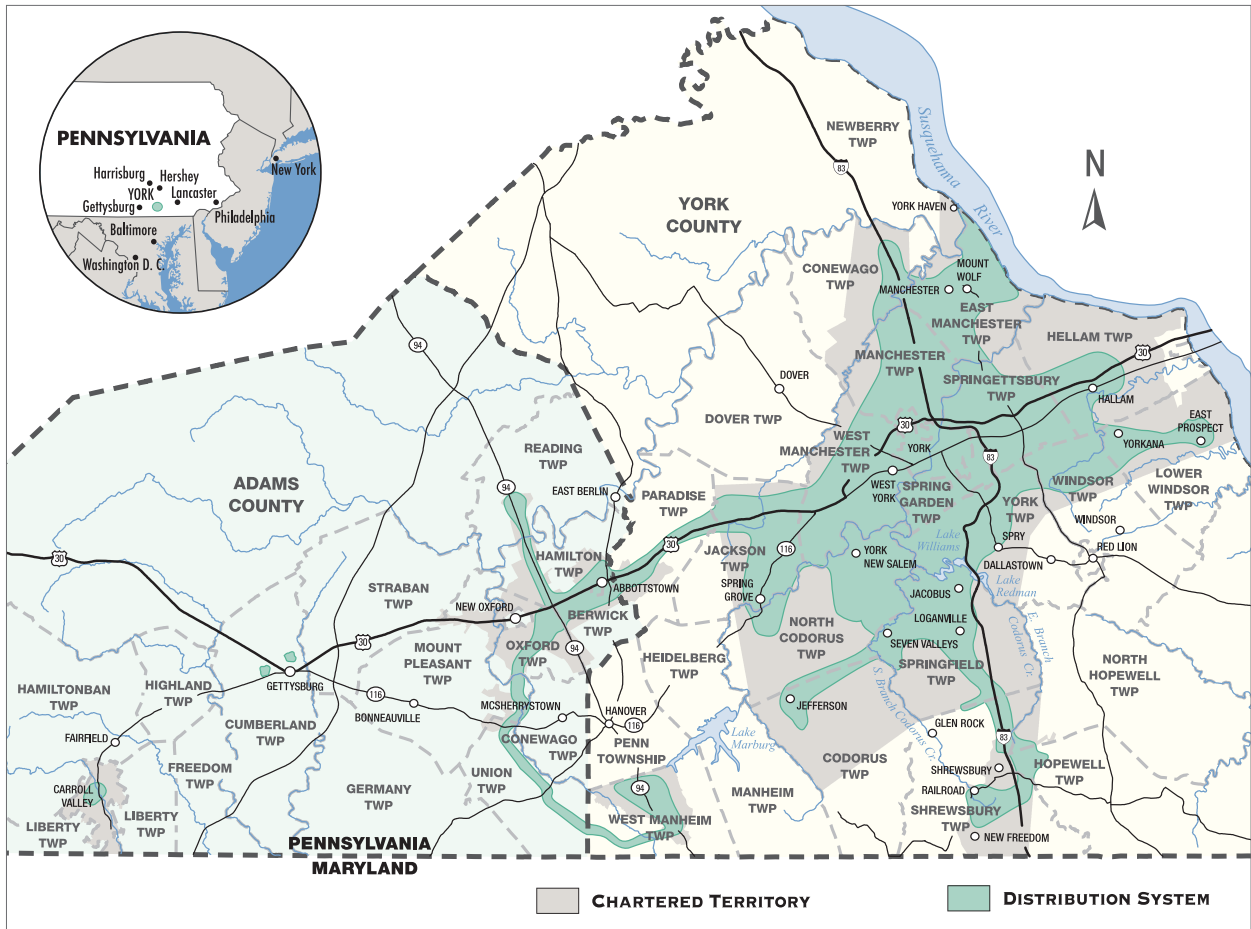 PENNSYLVANIA
Harrisburg
Hershey
YORK
Lancaster
Gettysburg
Philadelphia
New York
Baltimore
Washington D. C.
N
Susquehanna
River
NEWBERRY
TWP
83
YORK HAVEN
YORK
COUNTY
CONEWAGO
TWP
MOUNT
WOLF
MANCHESTER
EAST
MANCHESTER
TWP
HELLAM TWP
30
MANCHESTER
TWP
SPRINGETTSBURY
TWP
HALLAM
94
DOVER
DOVER TWP
WEST
MANCHESTER
TWP
30
YORK
83
EAST
PROSPECT
YORKANA
READING
TWP
94
EAST BERLIN
PARADISE
TWP
WEST
YORK
SPRING
GARDEN
TWP
YORK
TWP
WINDSOR
TWP
LOWER
WINDSOR TWP
WINDSOR
ADAMS
COUNTY
30
HAMILTON
TWP
30
JACKSON
TWP
116
YORK
NEW SALEM
Lake
Williams
SPRY
DALLASTOWN
RED LION
STRABAN
TWP
NEW OXFORD
ABBOTTSTOWN
BERWICK
TWP
SPRING
GROVE
JACOBUS
Lake
Redman
LOGANVILLE
30
MOUNT
PLEASANT
TWP
OXFORD
TWP
94
HEIDELBERG
TWP
NORTH
CODORUS
TWP
SEVEN VALLEYS
SPRINGFIELD
TWP
E. Branch
Codorus Cr.
NORTH
HOPEWELL TWP
HAMILTONBAN
TWP
HIGHLAND
TWP
GETTYSBURG
116
BONNEAUVILLE
MCSHERRYSTOWN
HANOVER
116
JEFFERSON
S. Branch Codorus Cr.
GLEN ROCK
83
FAIRFIELD
CUMBERLAND
TWP
CONEWAGO
TWP
PENN
TOWNSHIP
Lake
Marburg
CODORUS
TWP
SHREWSBURY
HOPEWELL
TWP
FREEDOM
TWP
CARROLL
VALLEY
GERMANY
TWP
UNION
TWP
94
MANHEIM
TWP
RAILROAD
SHREWSBURY
TWP
LIBERTY
TWP
LIBERTY
TWP
WEST MANHEIM
TWP
NEW FREEDOM
PENNSYLVANIA
MARYLAND
CHARTERED TERRITORY
DISTRIBUTION SYSTEM